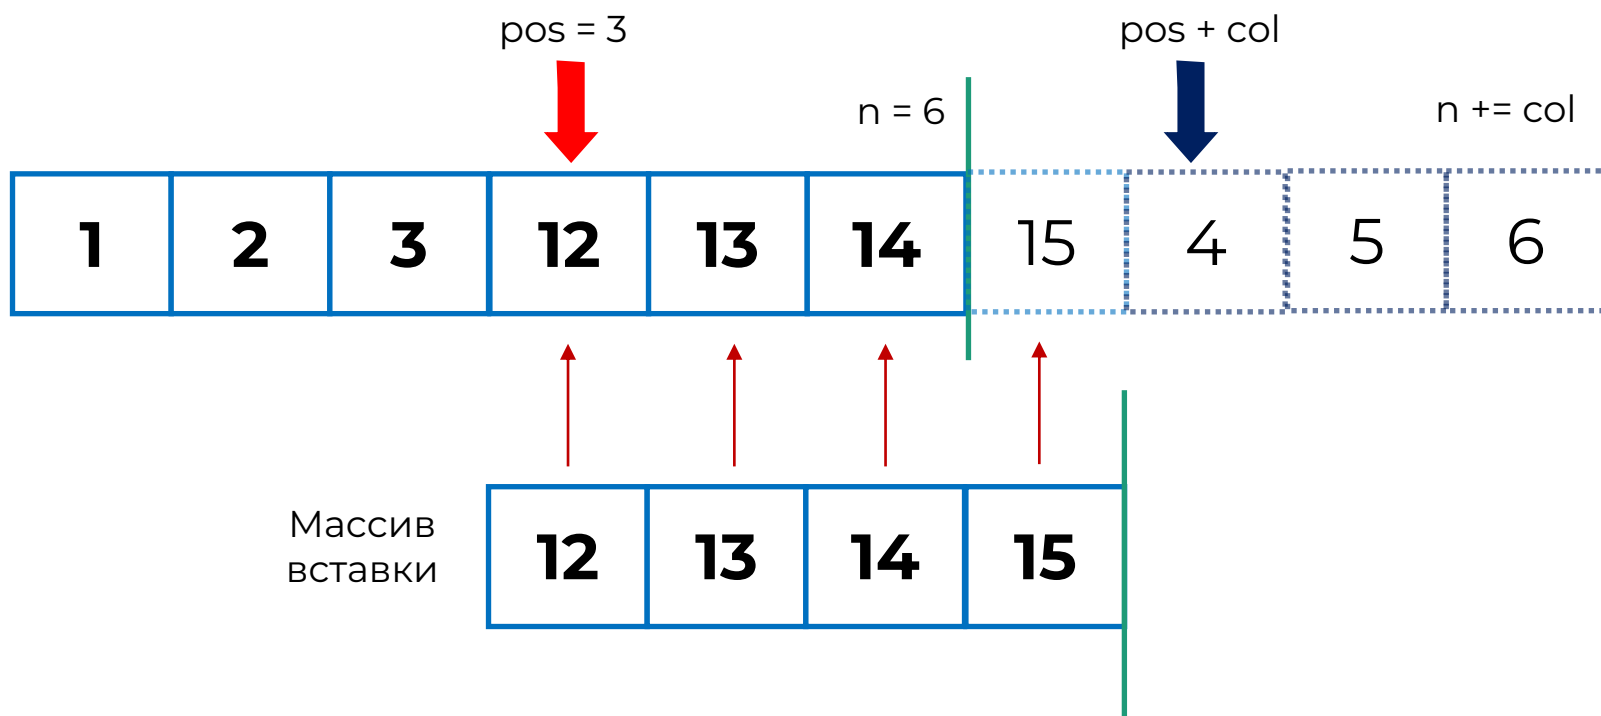 pos = 3
pos + col
n = 6
n += col
1 2 3 12 13 14 15 4 5 6
Массив
вставки
12 13 14 15